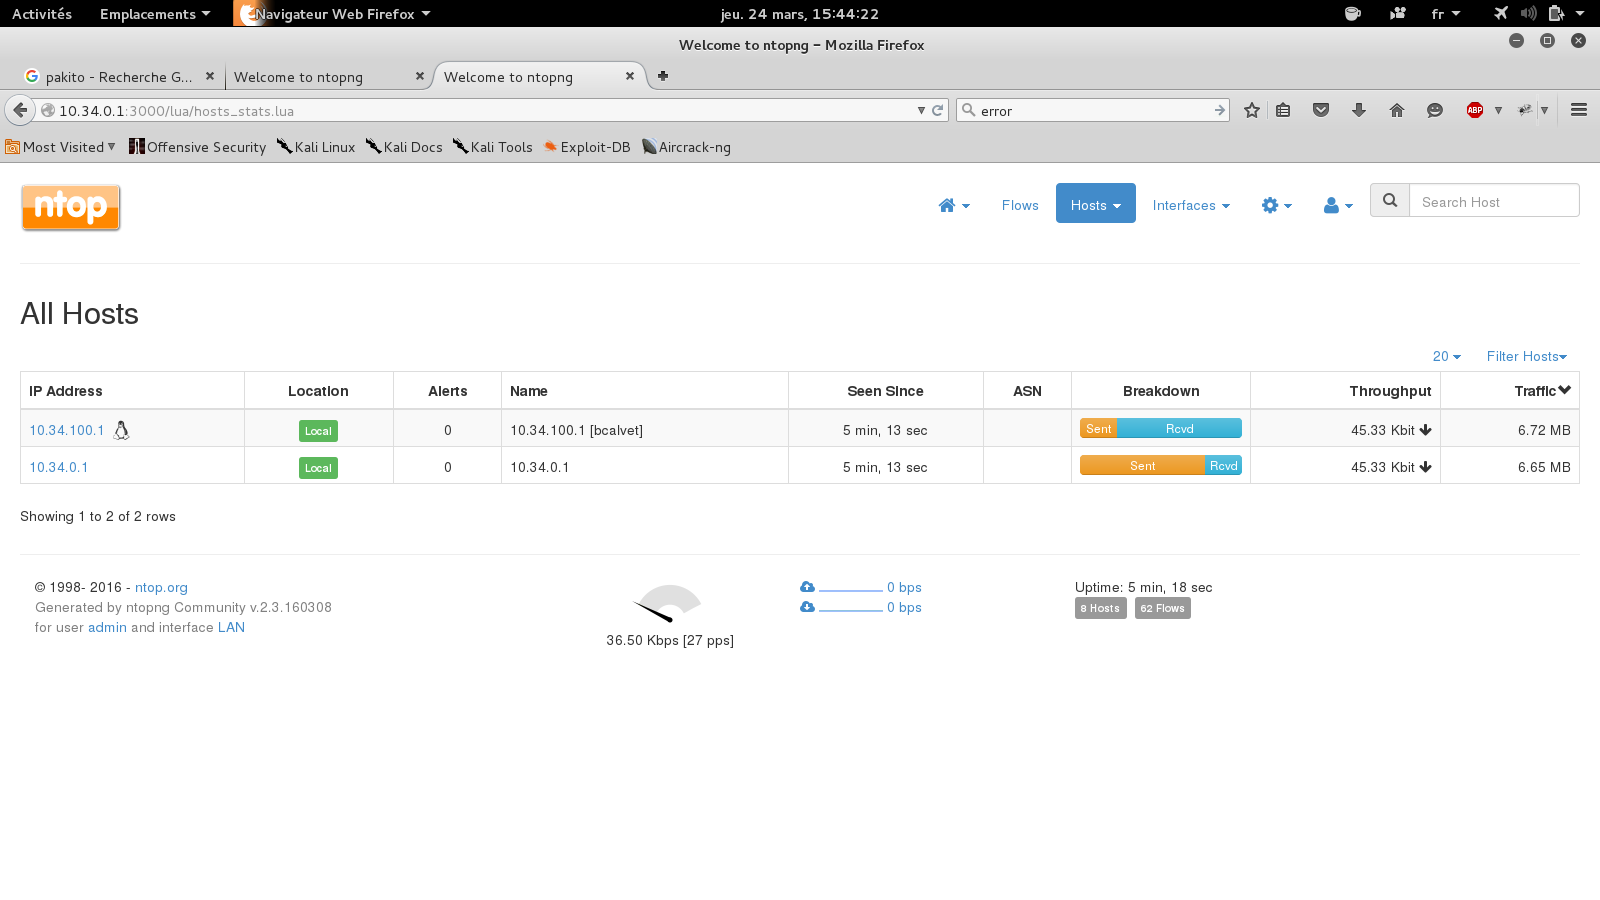 Activités Emplacements Navigateur Web Firefox jeu. 24 mars, 15:44:22 fr
Welcome to ntopng – Mozilla Firefox
pakito - Recherche G... Welcome to ntopng Welcome to ntopng
10.34.0.1:3000/lua/hosts_stats.lua error ABP
Most Visited Offensive Security Kali Linux Kali Docs Kali Tools Exploit-DB Aircrack-ng
ntop Flows Hosts Interfaces Search Host
All Hosts
20 Filter Hosts
IP Address Location Alerts Name Seen Since ASN Breakdown Throughput Traffic
10.34.100.1 Local 0 10.34.100.1 [bcalvet] 5 min, 13 sec Sent Rcvd 45.33 Kbit 6.72 MB
10.34.0.1 Local 0 10.34.0.1 5 min, 13 sec Sent Rcvd 45.33 Kbit 6.65 MB
Showing 1 to 2 of 2 rows
© 1998- 2016 - ntop.org 0 bps Uptime: 5 min, 18 sec
Generated by ntopng Community v.2.3.160308 0 bps 8 Hosts 62 Flows
for user admin and interface LAN
36.50 Kbps [27 pps]